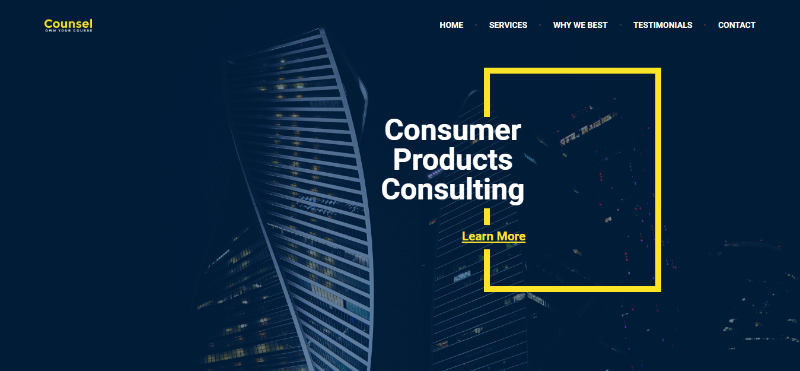 Counsel
OWN YOUR COURSE
HOME
SERVICES
WHY WE BEST
TESTIMONIALS
CONTACT
Consumer
Products
Consulting
Learn More